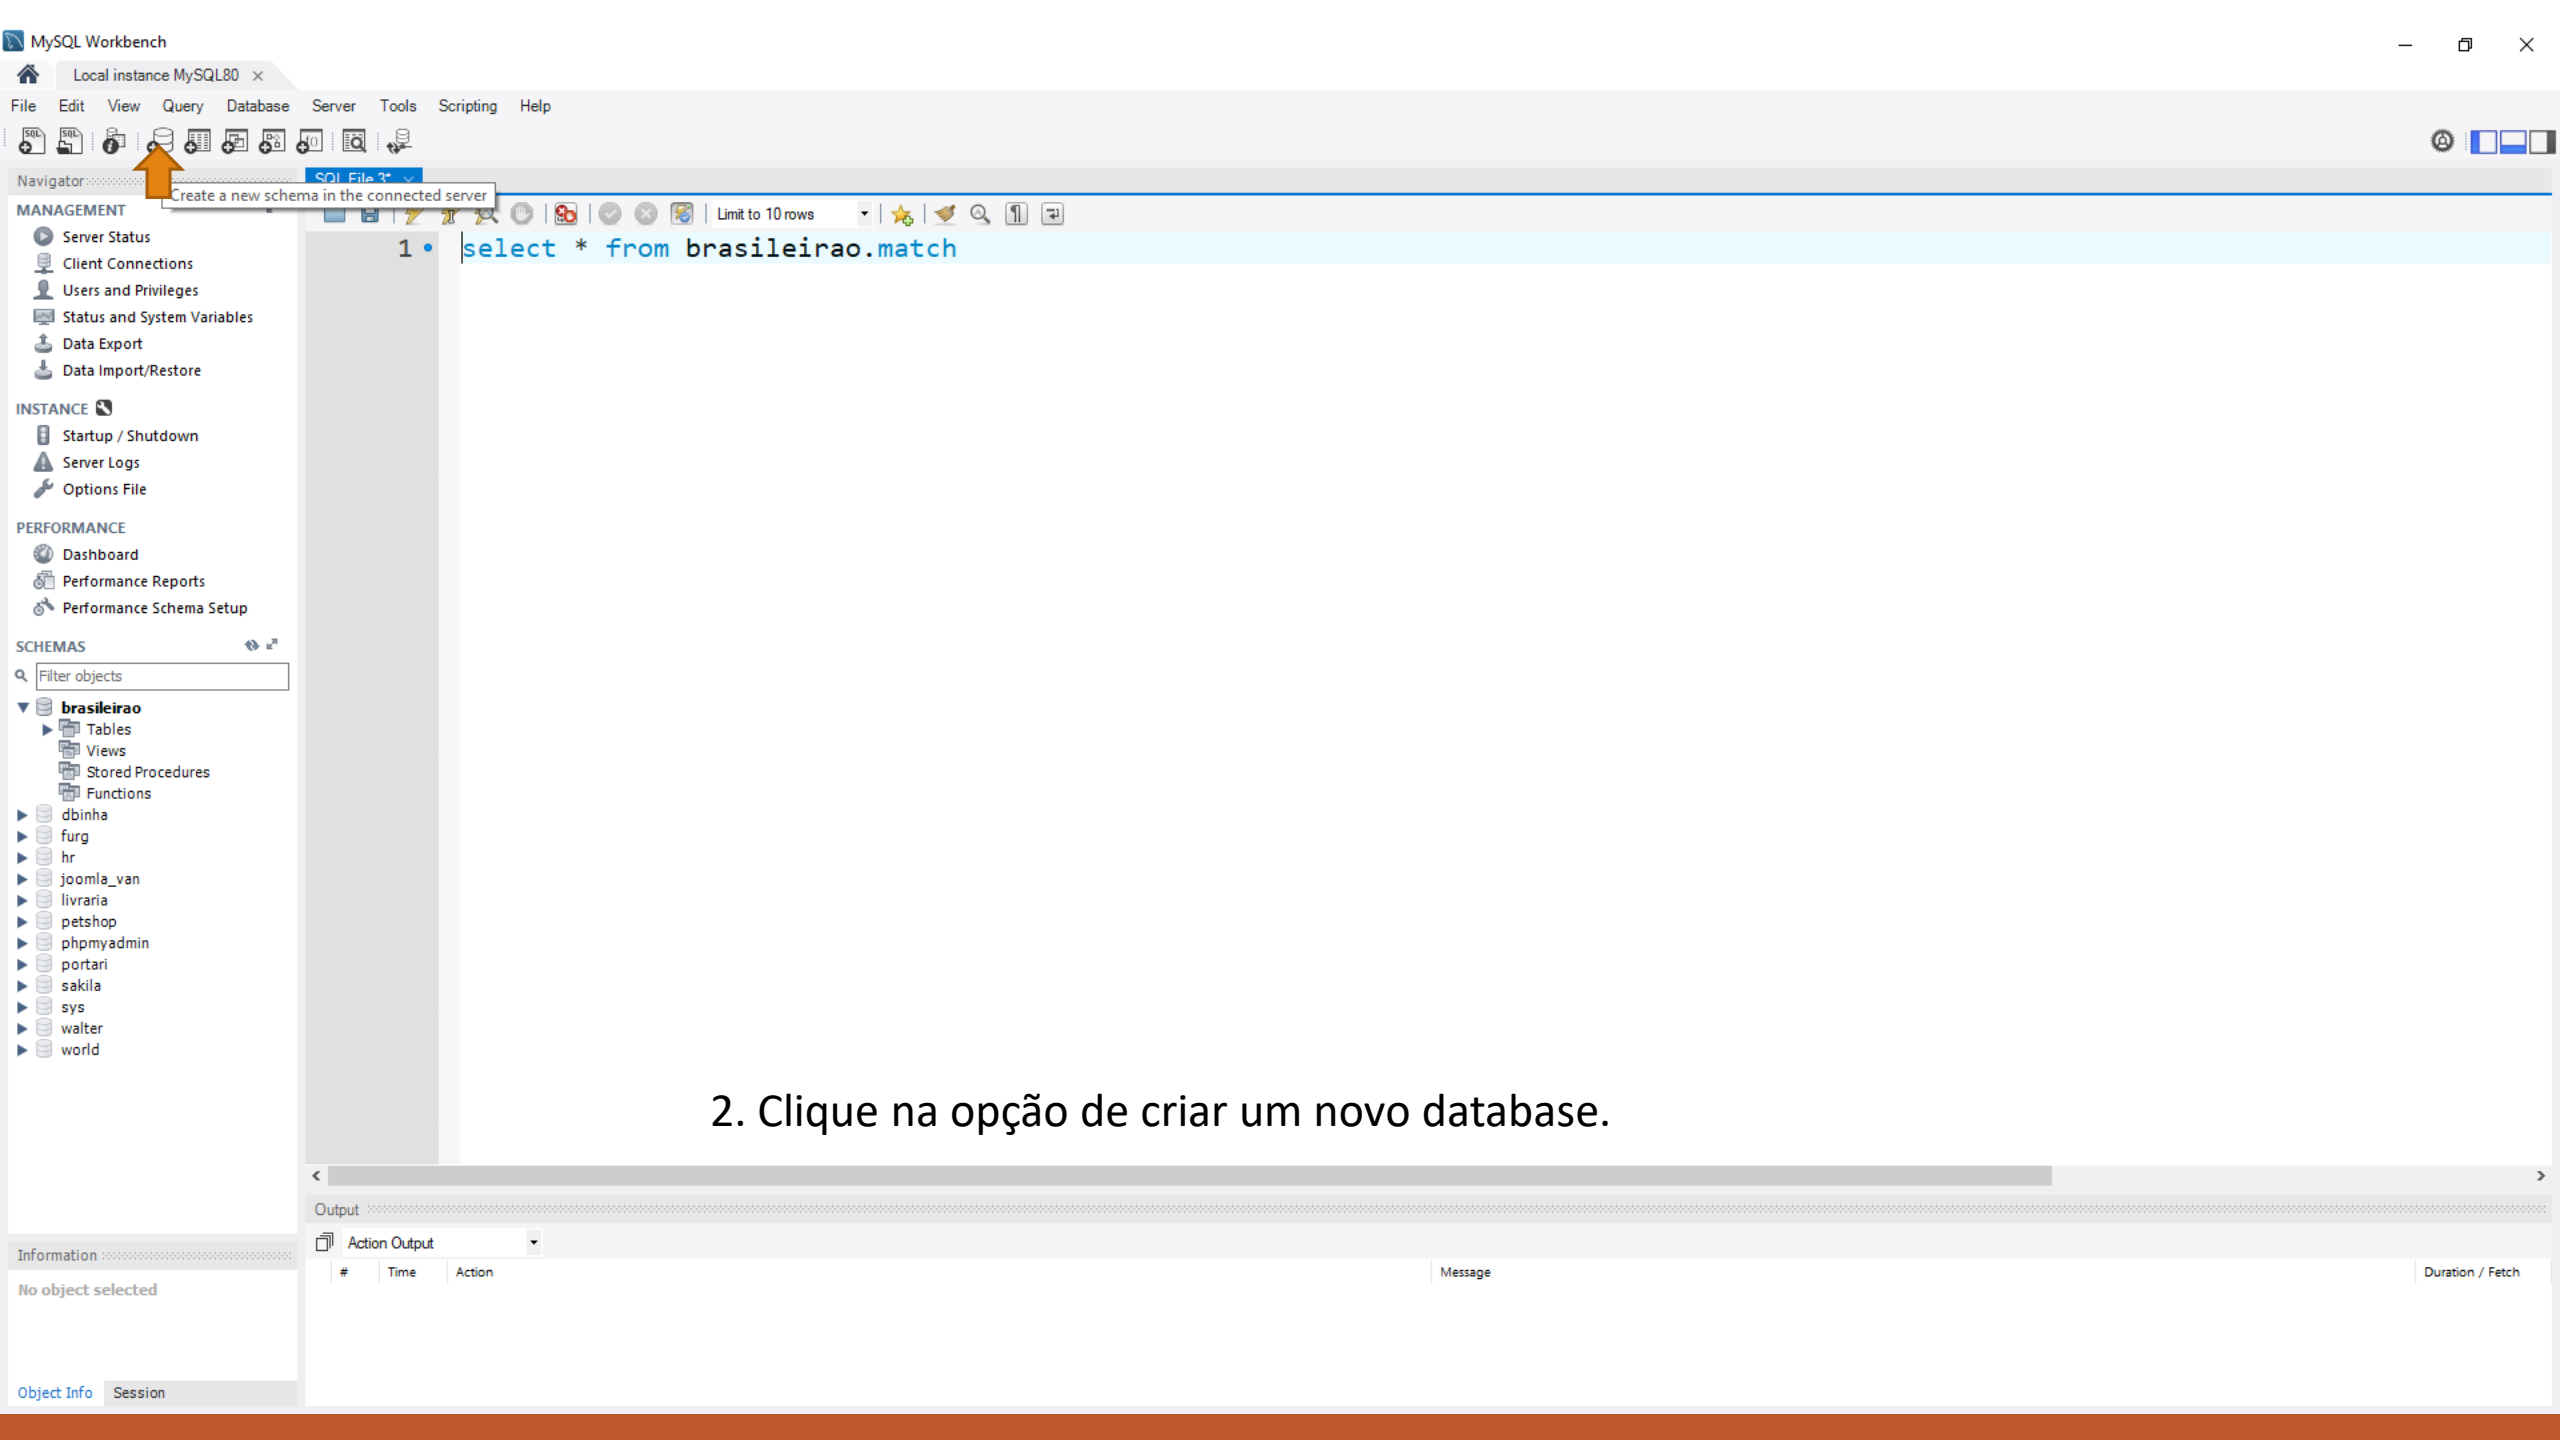 MySQL Workbench
Local instance MySQL80
File Edit View Query Database Server Tools Scripting Help
Navigator
SQL File 3*
Create a new schema in the connected server
MANAGEMENT
Limit to 10 rows
Server Status
1 select * from brasileirao.match
Client Connections
Users and Privileges
Status and System Variables
Data Export
Data Import/Restore
INSTANCE
Startup / Shutdown
Server Logs
Options File
PERFORMANCE
Dashboard
Performance Reports
Performance Schema Setup
SCHEMAS
Filter objects
brasileirao
Tables
Views
Stored Procedures
Functions
dbinha
furg
hr
joomla_van
livraria
petshop
phpmyadmin
portari
sakila
sys
walter
world
2. Clique na opção de criar um novo database.
Output
Action Output
# Time Action Message Duration / Fetch
Information
No object selected
Object Info Session